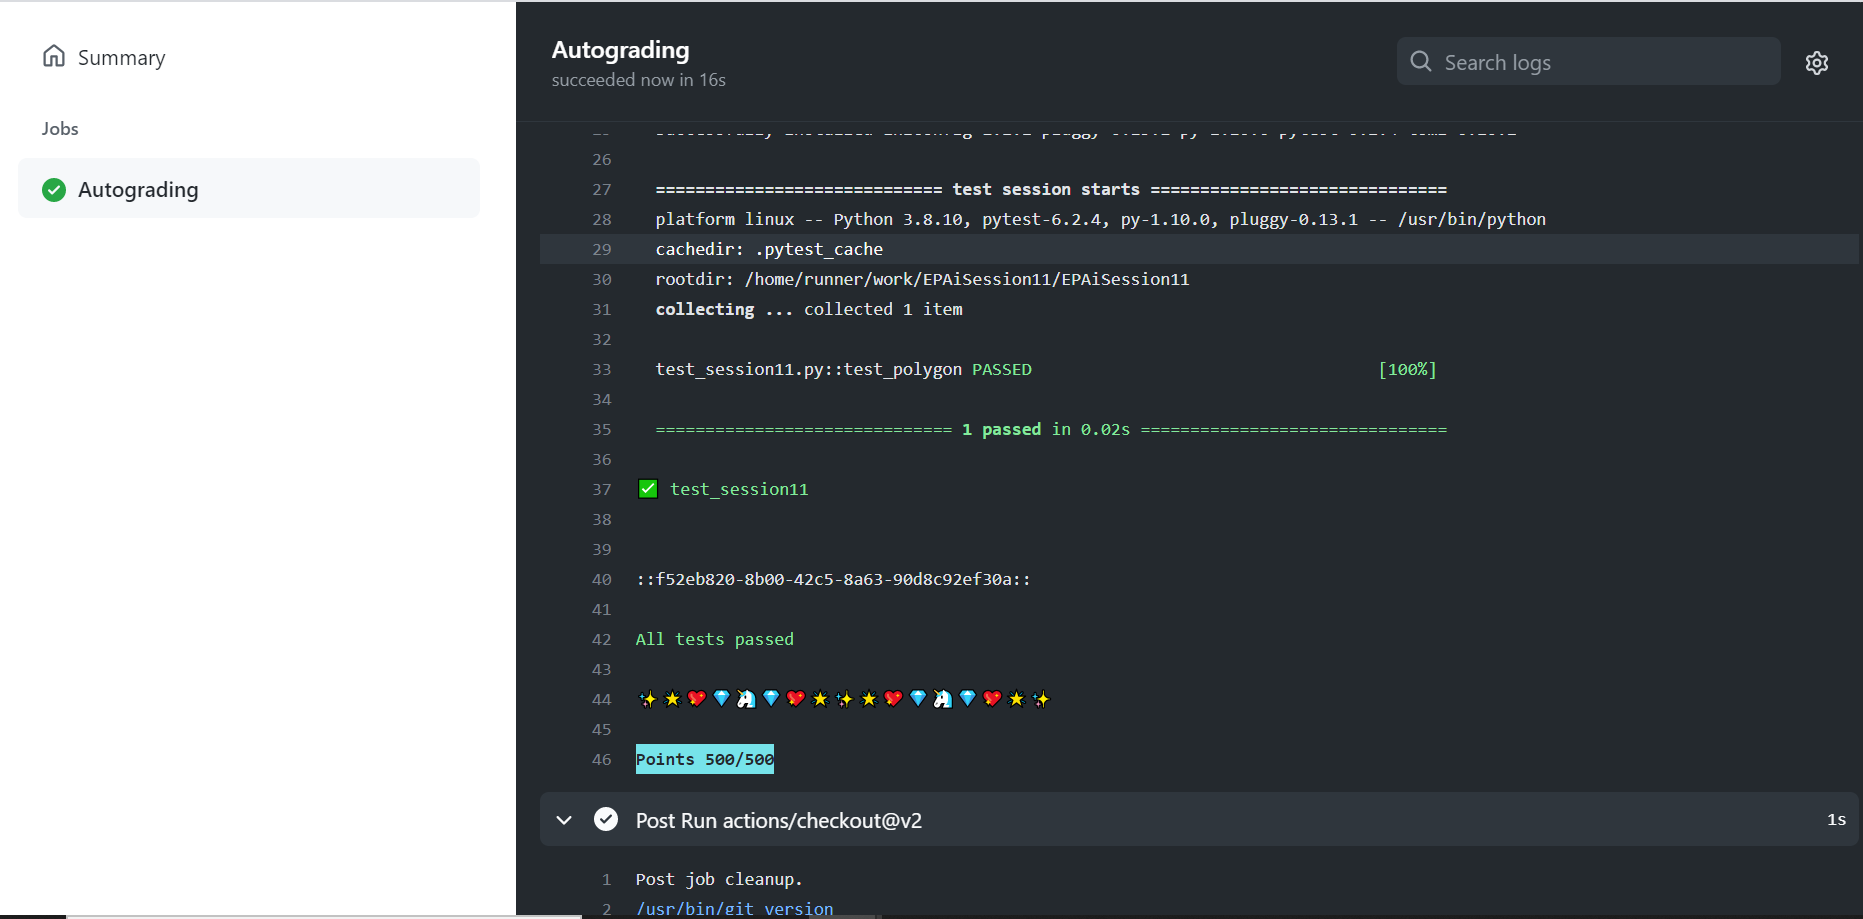 Summary
Jobs
Autograding
Autograding
succeeded now in 16s
Search logs
26
27 ============================= test session starts ==============================
28 platform linux -- Python 3.8.10, pytest-6.2.4, py-1.10.0, pluggy-0.13.1 -- /usr/bin/python
29 cachedir: .pytest_cache
30 rootdir: /home/runner/work/EPAiSession11/EPAiSession11
31 collecting ... collected 1 item
32
33 test_session11.py::test_polygon PASSED [100%]
34
35 ============================== 1 passed in 0.02s ===============================
36
37 ✅ test_session11
38
39
40 ::f52eb820-8b00-42c5-8a63-90d8c92ef30a::
41
42 All tests passed
43
44 ✨🌟💖💎🦄💎💖🌟✨🌟💖💎🦄💎💖🌟✨
45
46 Points 500/500
Post Run actions/checkout@v2 1s
1 Post job cleanup.
2 /usr/bin/git version